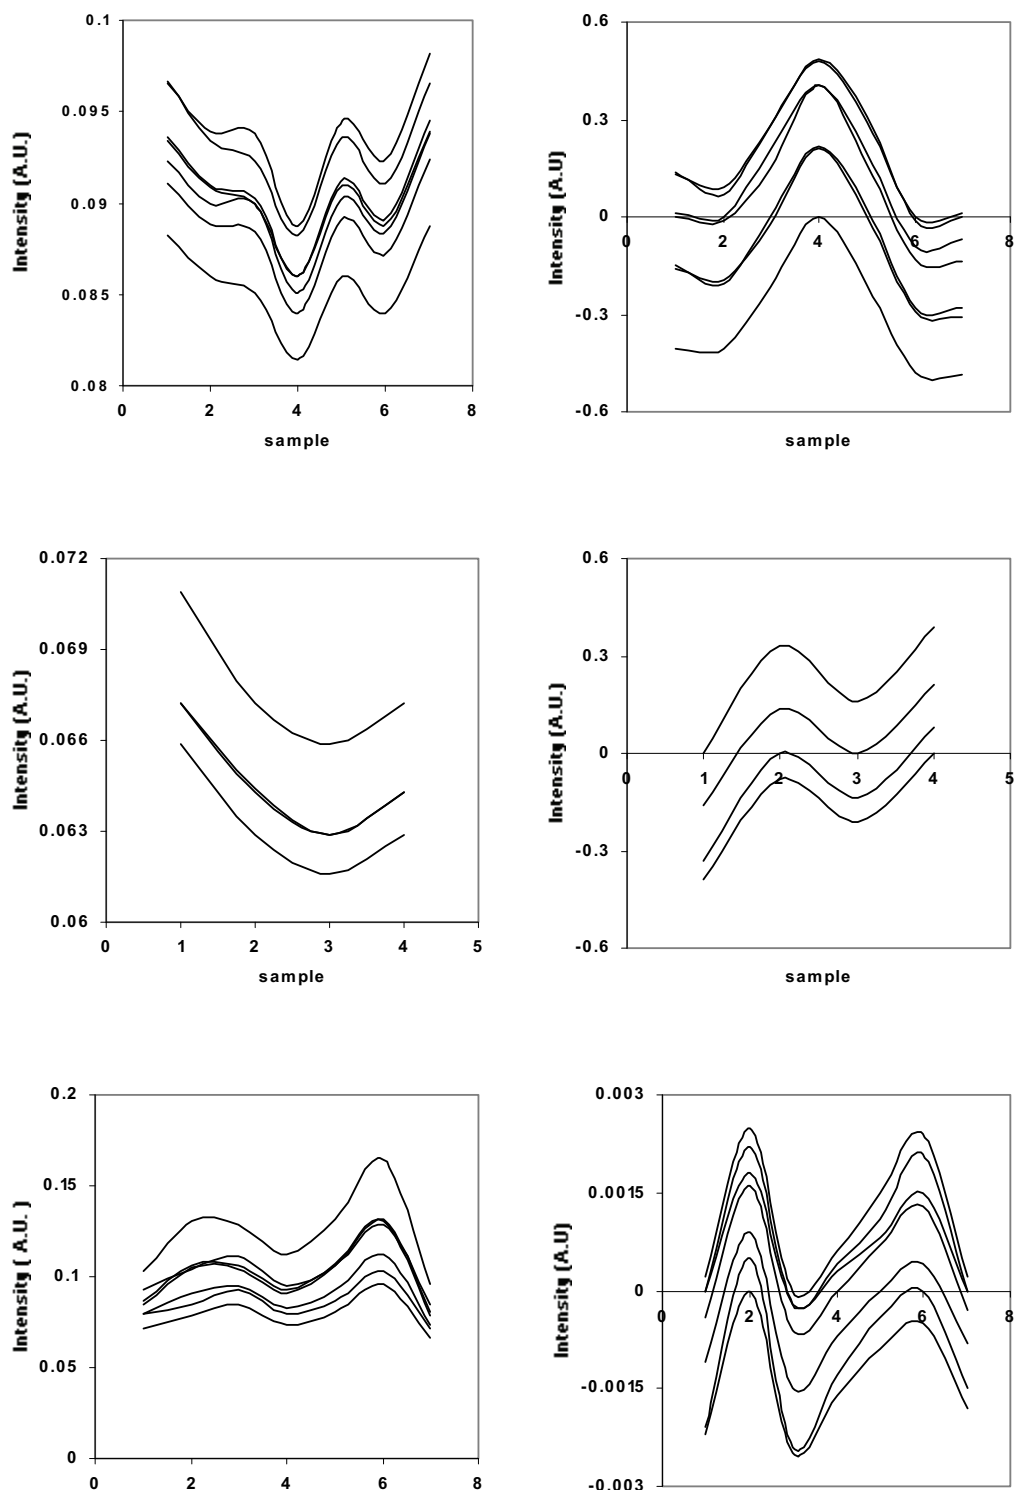 0.1
0.095
0.09
0.085
0.08
0 2 4 6 8
sample
Intensity (A.U.)
0.6
0.3
0
-0.3
-0.6
0 2 4 6 8
sample
Intensity (A.U)
0.072
0.069
0.066
0.063
0.06
0 1 2 3 4 5
sample
Intensity (A.U.)
0.6
0.3
0
-0.3
-0.6
0 1 2 3 4 5
sample
Intensity (A.U.)
0.2
0.15
0.1
0.05
0
0 2 4 6 8
Intensity ( A.U. )
0.003
0.0015
0
-0.0015
-0.003
0 2 4 6 8
Intensity (A.U)